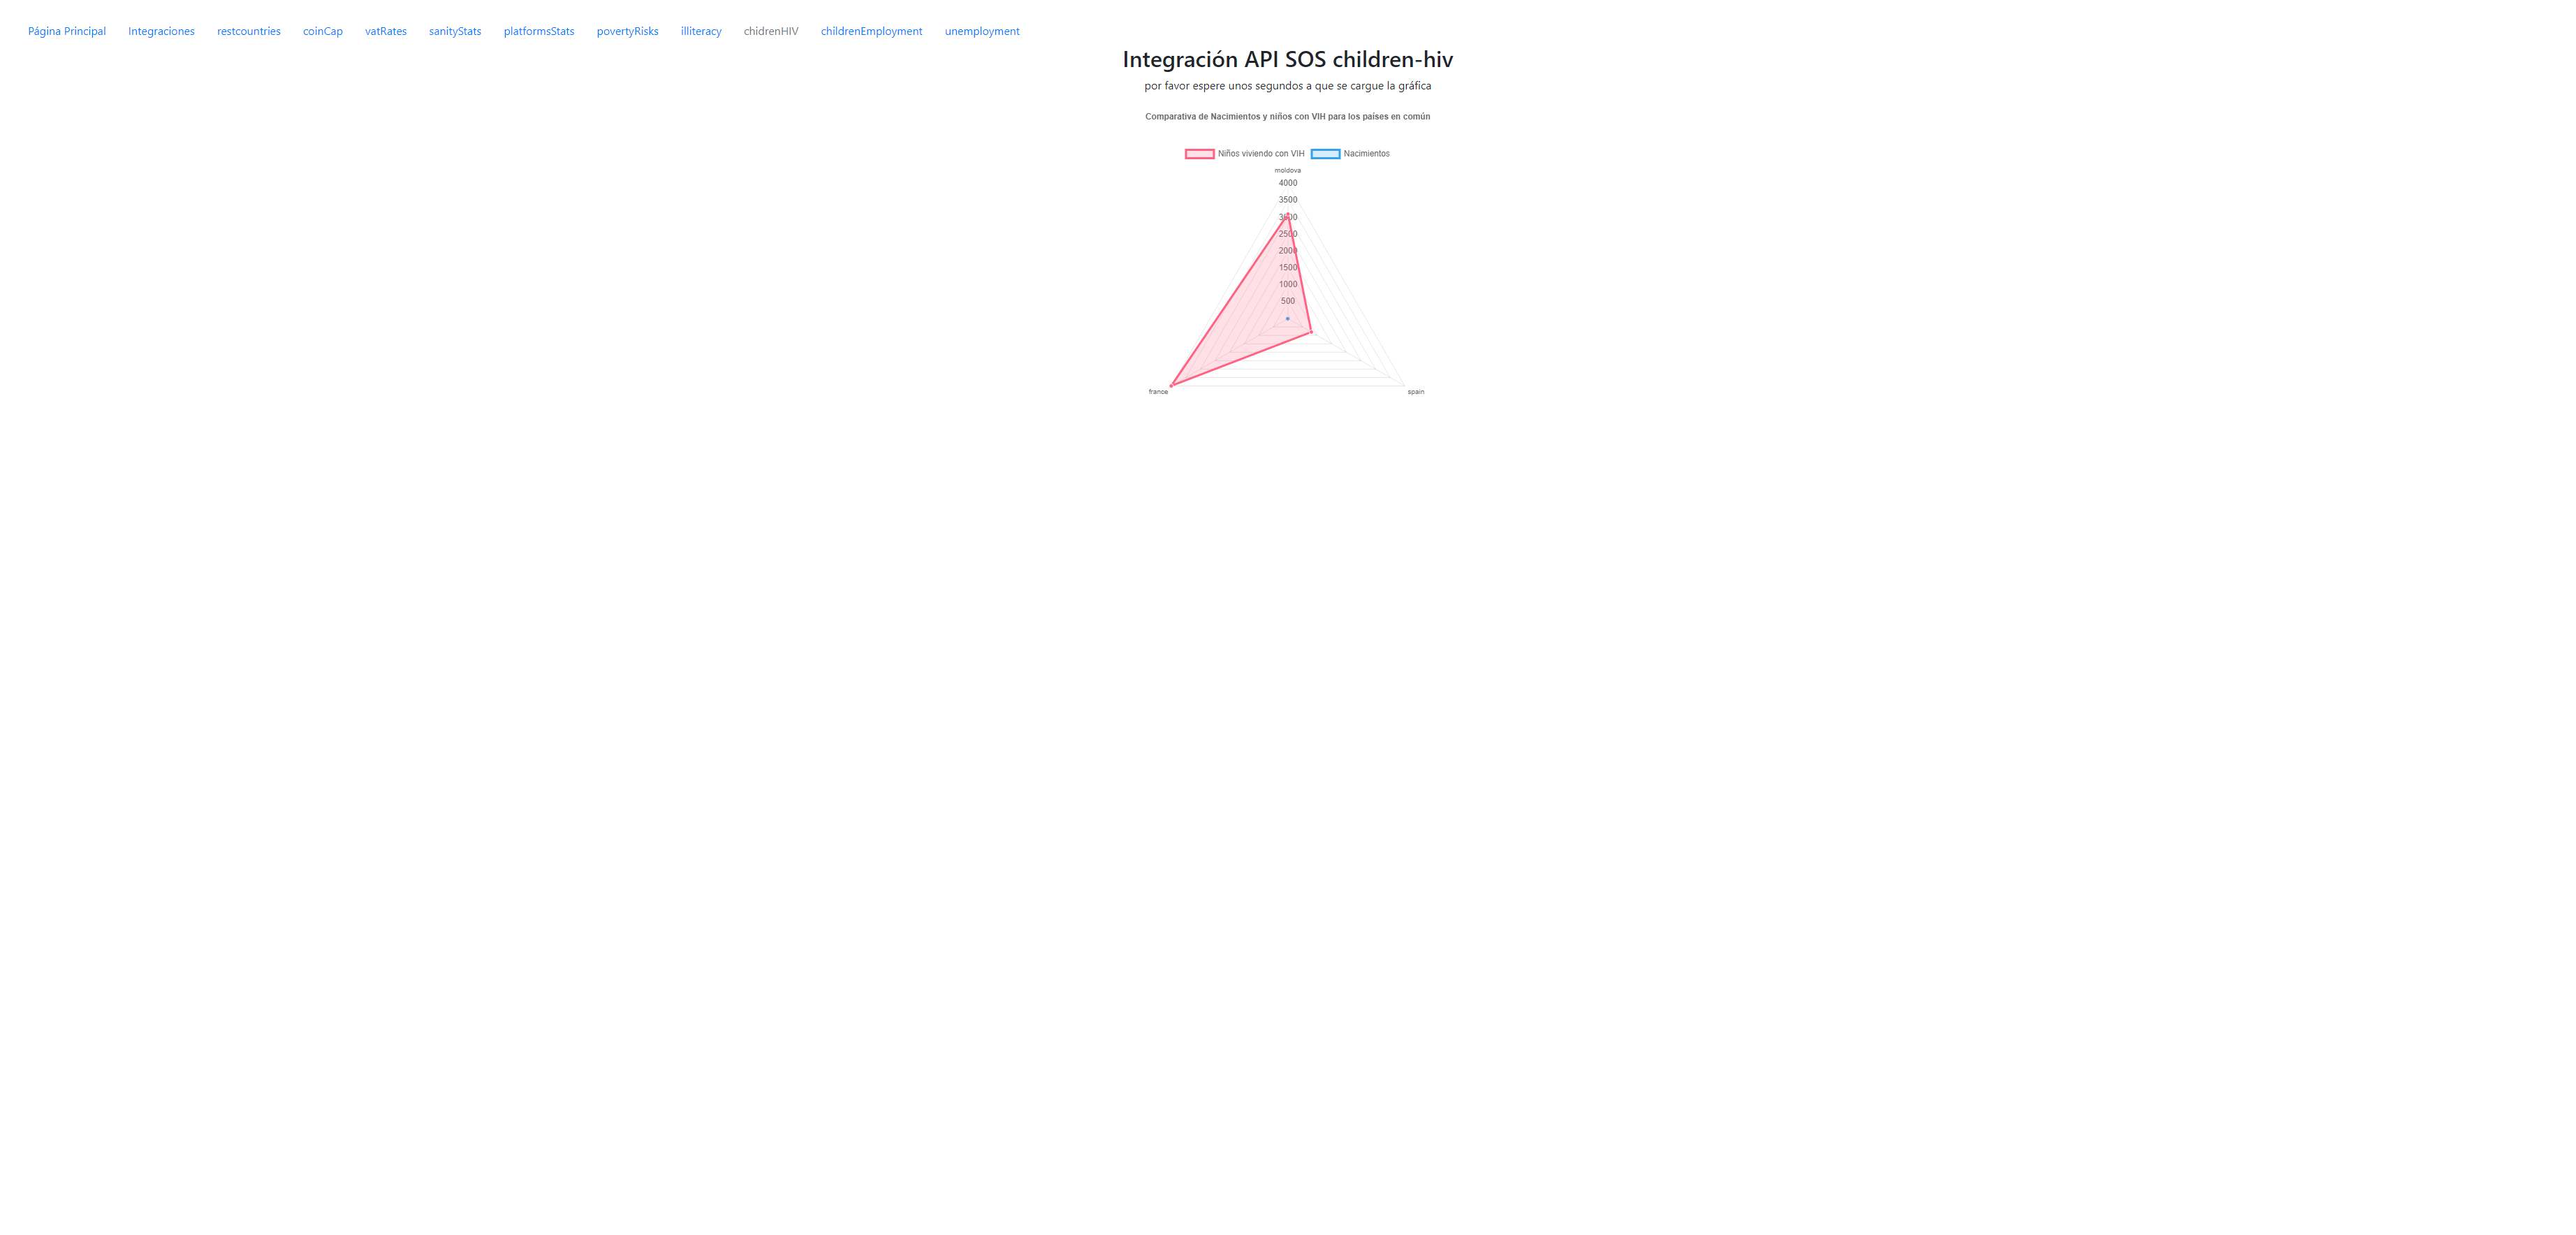 Página Principal Integraciones restcountries coinCap vatRates sanityStats platformsStats povertyRisks illiteracy chidrenHIV childrenEmployment unemployment
Integración API SOS children-hiv
por favor espere unos segundos a que se cargue la gráfica
Comparativa de Nacimientos y niños con VIH para los países en común
Niños viviendo con VIH Nacimientos
moldova
4000
3500
3000
2500
2000
1500
1000
500
france spain